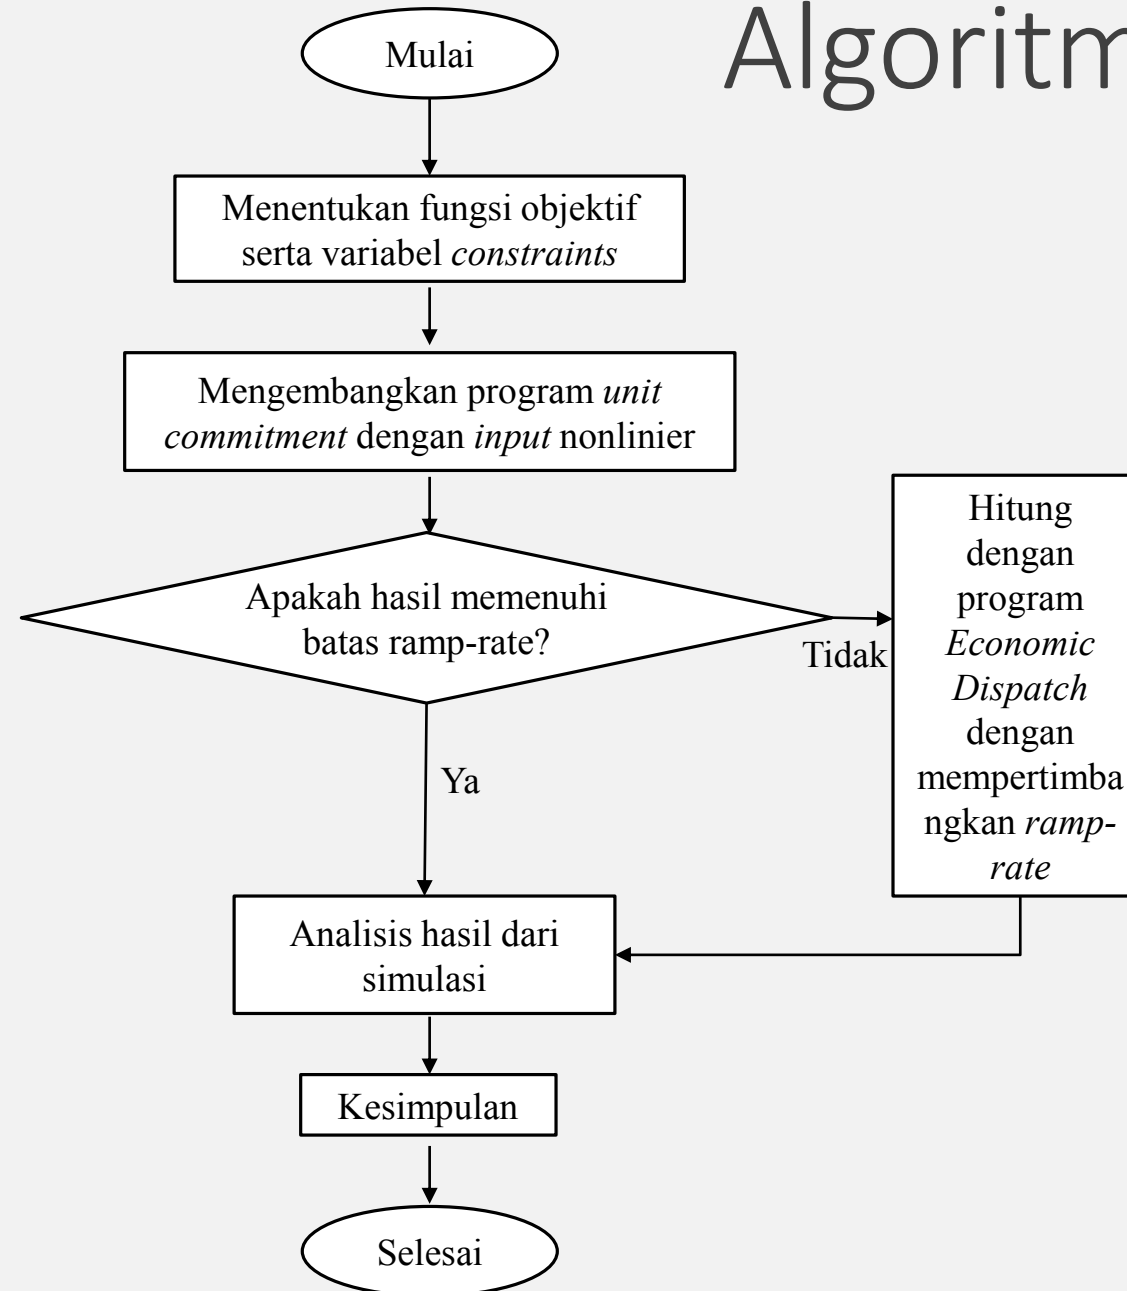 Algoritm
Mulai
Menentukan fungsi objektif
serta variabel constraints
Mengembangkan program unit
commitment dengan input nonlinier
Apakah hasil memenuhi
batas ramp-rate?
Tidak
Hitung
dengan
program
Economic
Dispatch
dengan
mempertimba
ngkan ramp-
rate
Ya
Analisis hasil dari
simulasi
Kesimpulan
Selesai